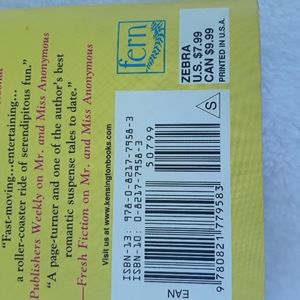 "Fast-moving...entertaining...
a roller-coaster ride of serendipitous fun."
Publishers Weekly on Mr. and Miss Anonymous
"A page-turner and one of the author's best
romantic suspense tales to date."
—Fresh Fiction on Mr. and Miss Anonymous
Visit us at www.kensingtonbooks.com
fern
ZEBRA
U.S. $7.99
CAN $9.99
PRINTED IN U.S.A.
S
ISBN-13: 978-0-8217-7958-3
ISBN-10: 0-8217-7958-3
50799
9 780821 779583
EAN